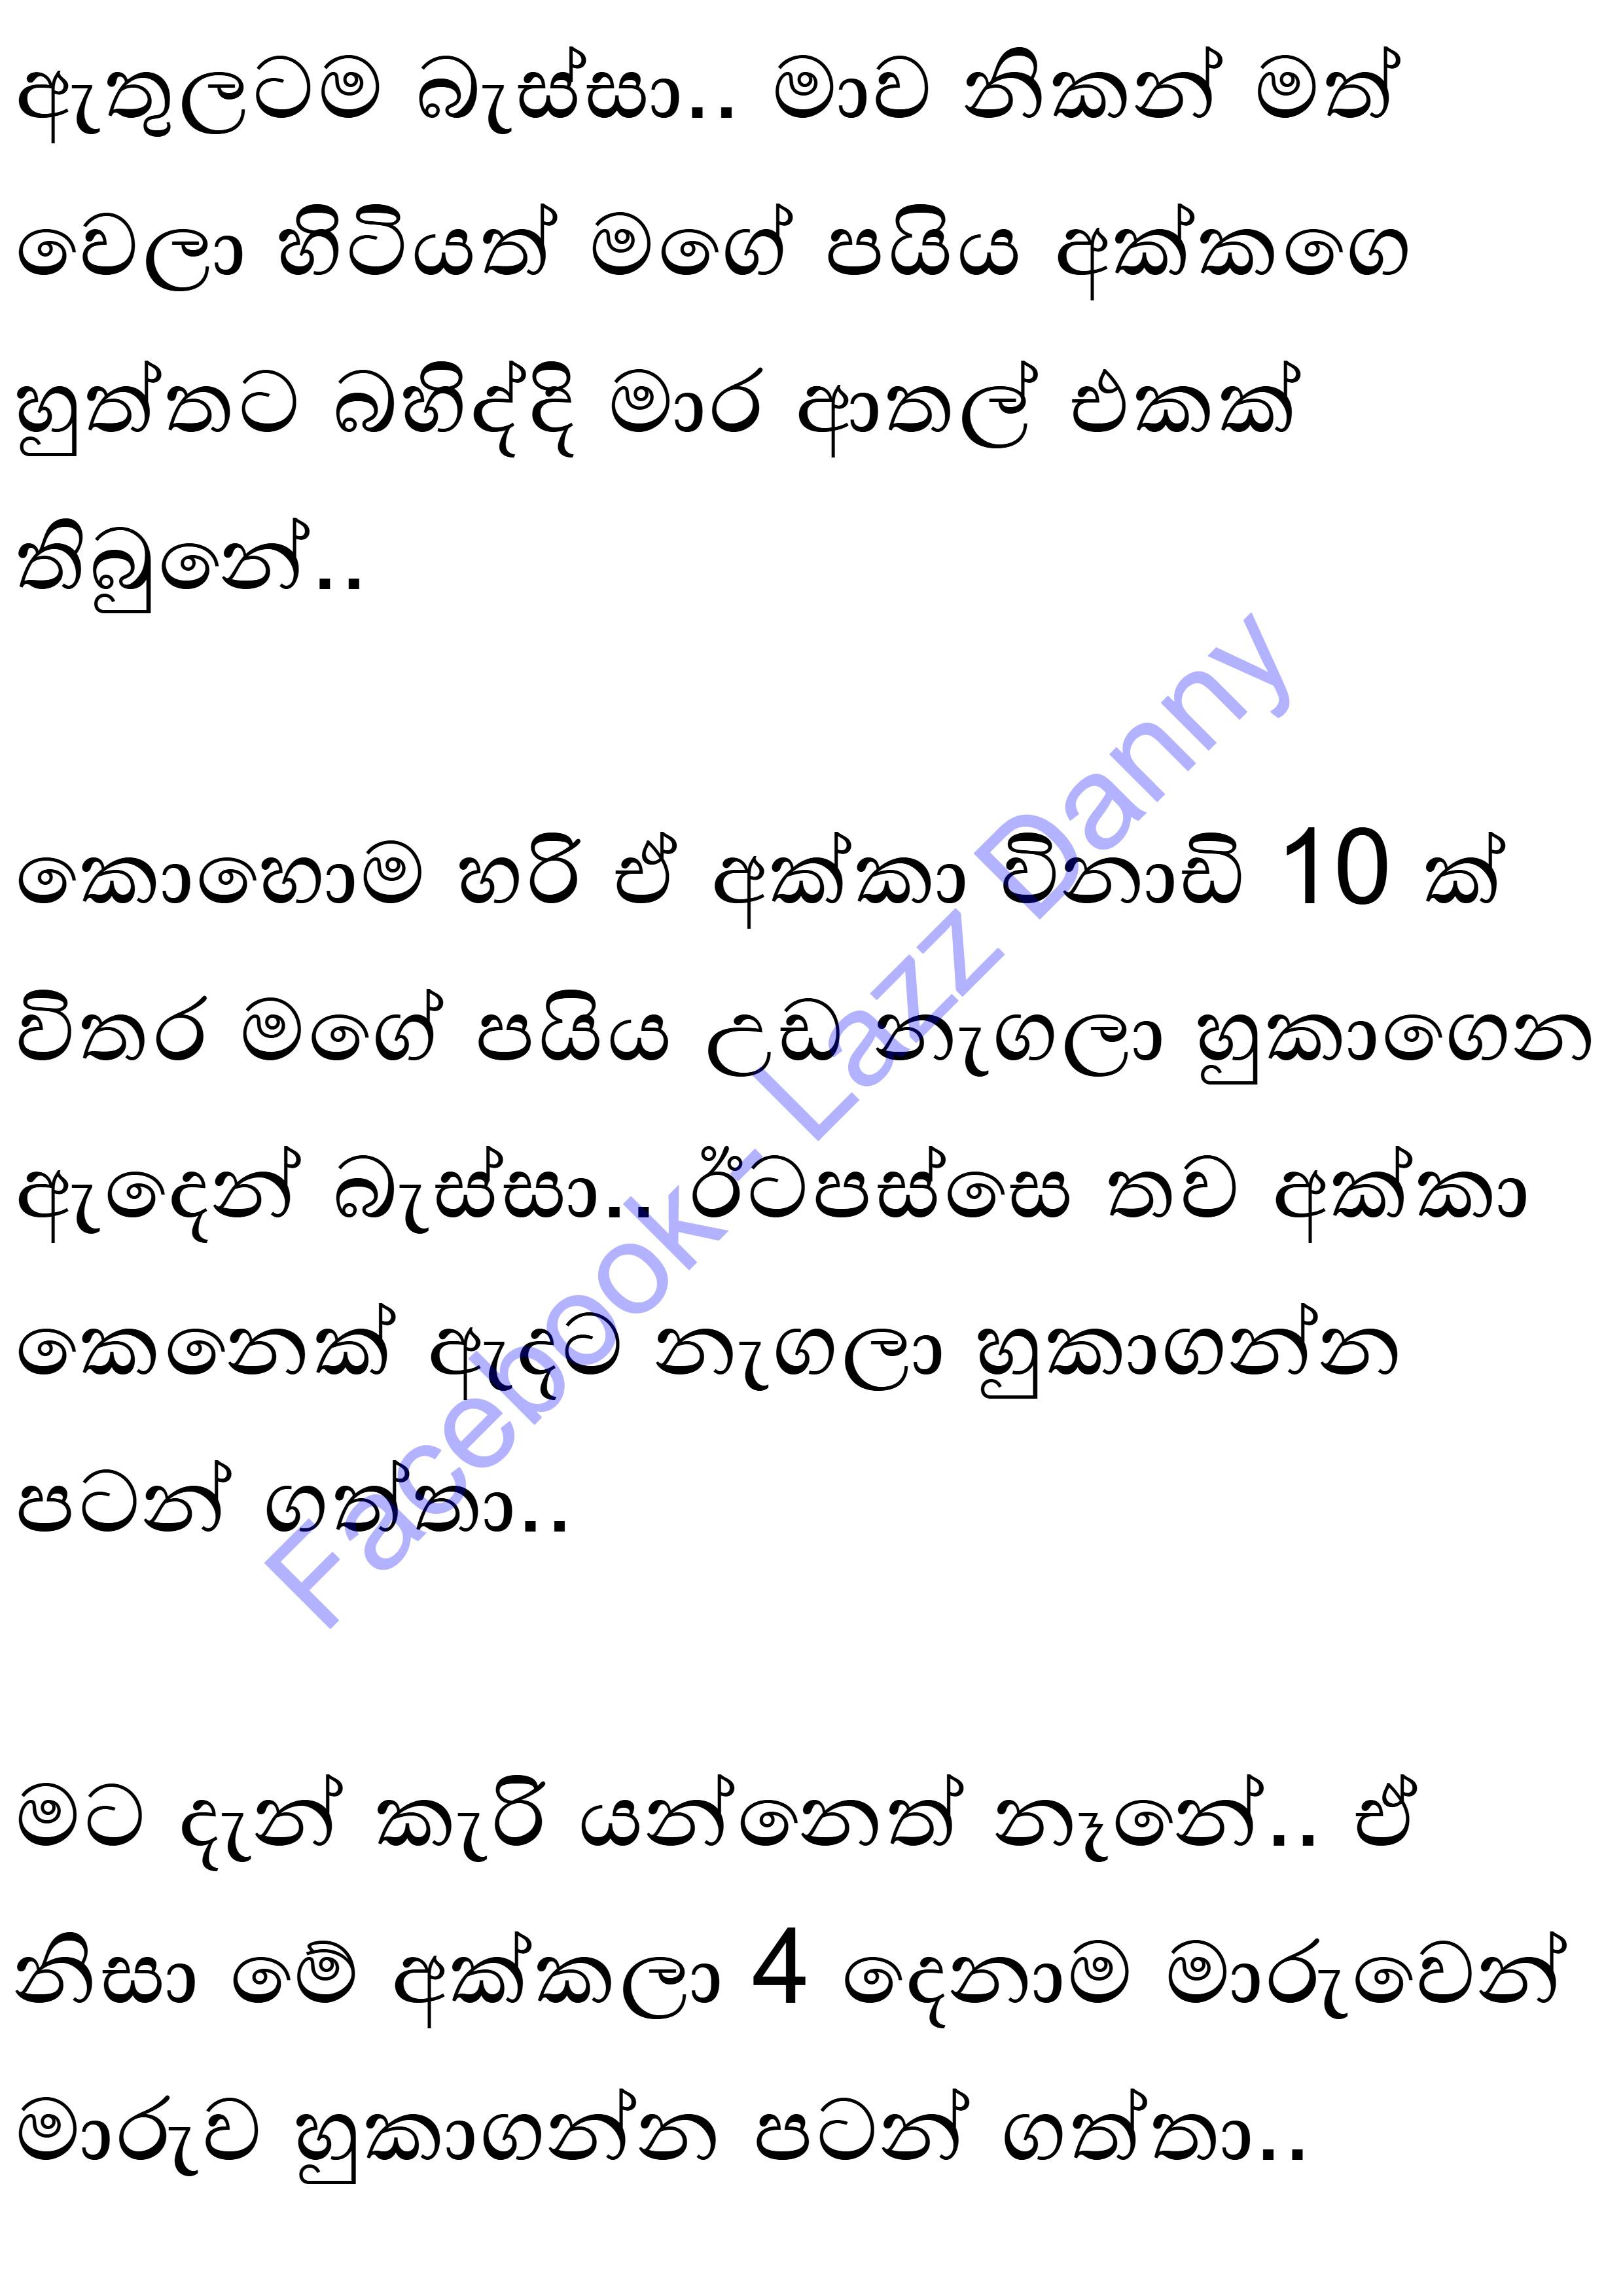 ඇතුලටම බැස්සා.. මාව නිකන් මත්
වෙලා හිටියත් මගේ පයිය අක්කගෙ
හුත්තට බහිද්දි මාර ආතල් එකක්
තිබුනේ..
කොහොම හරි ඒ අක්කා විනාඩි 10 ක්
විතර මගේ පයිය උඩ නැගලා හුකාගෙන
ඇදෙන් බැස්සා.. ඊටපස්සෙ තව අක්කා
කෙනෙක් ඇදට නැගලා හුකාගන්න
පටන් ගත්තා..
මට දැන් කැරි යන්නෙත් නෑනේ.. ඒ
නිසා මේ අක්කලා 4 දෙනාම මාරුවෙන්
මාරුව හුකාගන්න පටන් ගත්තා..
Facebook - Lazz Danny